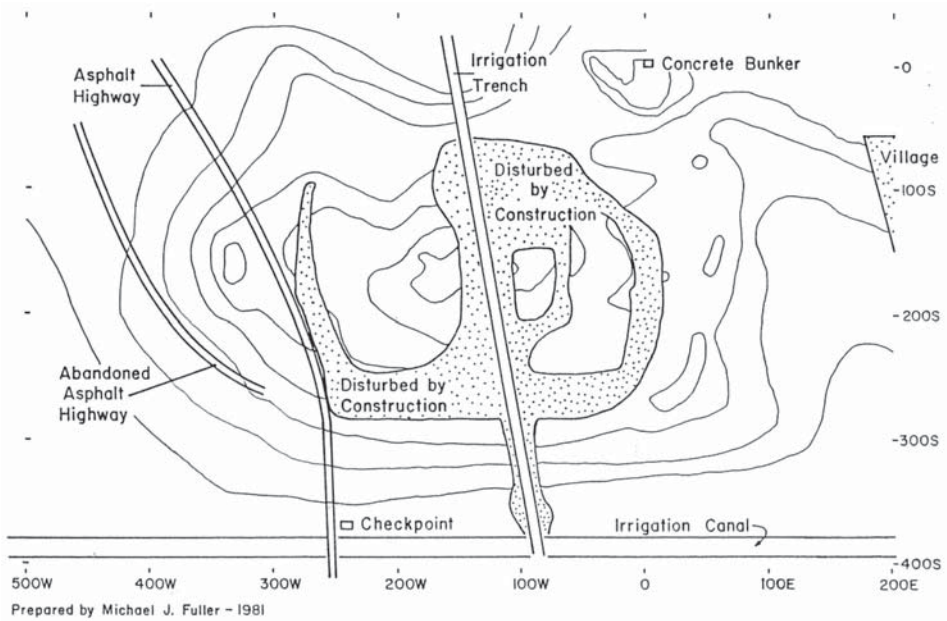 Asphalt
Highway
Irrigation
Trench
Concrete Bunker
-0
Village
Disturbed
by
Construction
-100S
-200S
Abandoned
Asphalt
Highway
Disturbed by
Construction
-300S
Checkpoint
Irrigation Canal
-400S
500W 400W 300W 200W 100W 0 100E 200E
Prepared by Michael J. Fuller - 1981